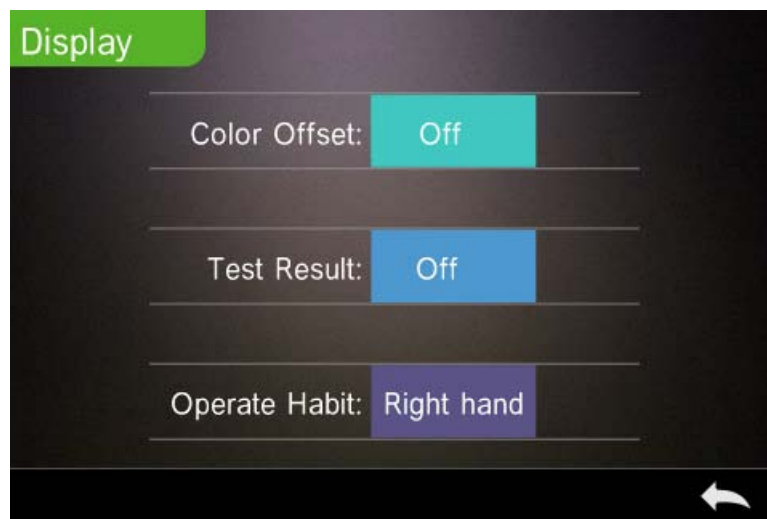 Display
Color Offset: Off
Test Result: Off
Operate Habit: Right hand